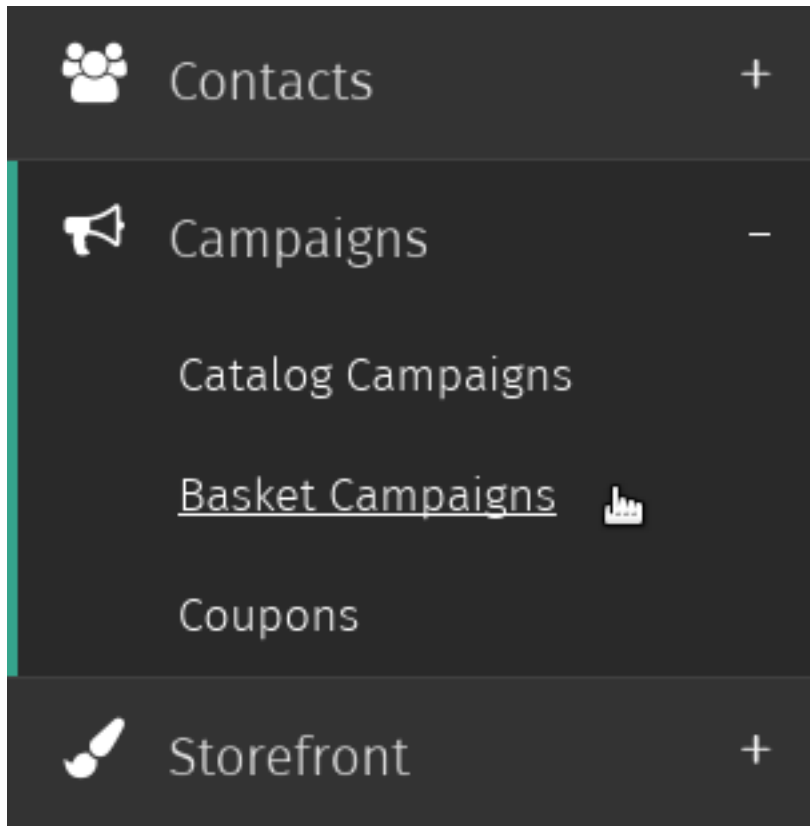 Contacts +
Campaigns –
Catalog Campaigns
Basket Campaigns
Coupons
Storefront +